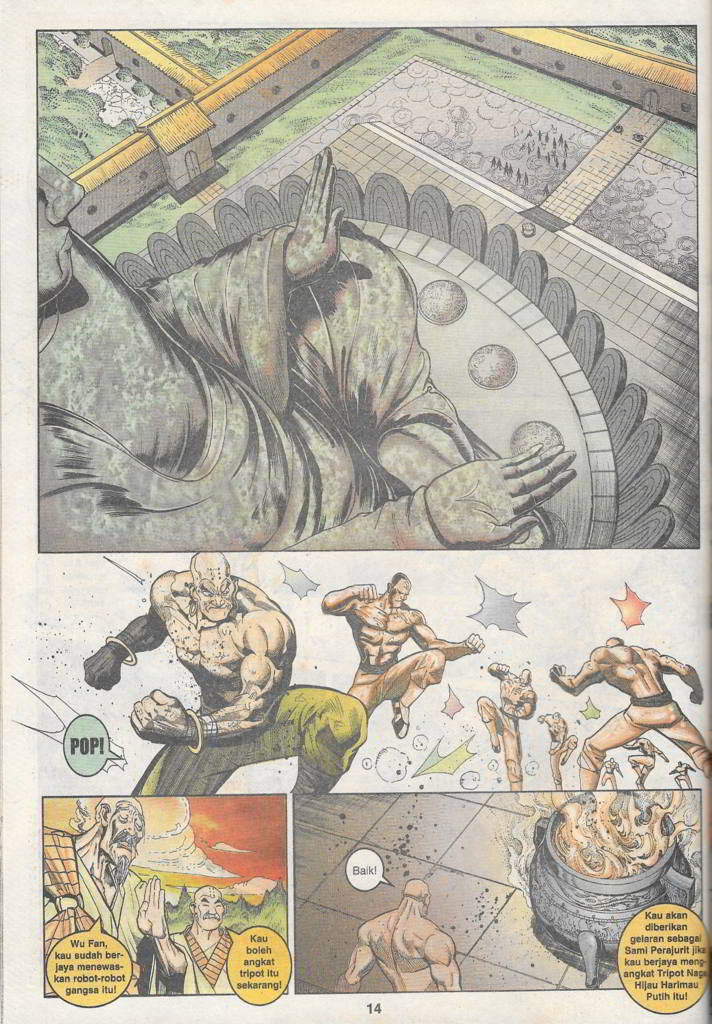 POP!
Wu Fan,
kau sudah ber-
jaya menewas-
kan robot-robot
gangsa itu!
Kau
boleh
angkat
tripot itu
sekarang!
Baik!
Kau akan
diberikan
gelaran sebagai
Sami Perajurit jika
kau berjaya meng-
angkat Tripot Naga
Hijau Harimau
Putih itu!
14